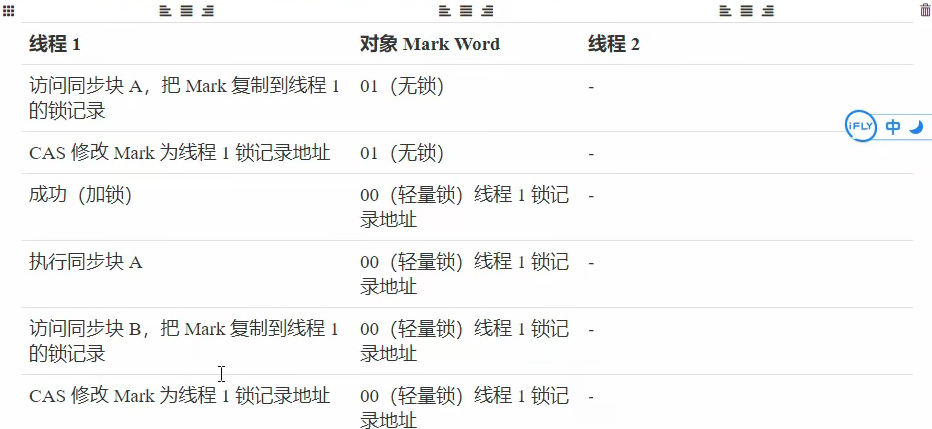 线程 1 对象 Mark Word 线程 2
访问同步块 A，把 Mark 复制到线程 1 01（无锁） -
的锁记录
CAS 修改 Mark 为线程 1 锁记录地址 01（无锁） -
成功（加锁） 00（轻量锁）线程 1 锁记 -
录地址
执行同步块 A 00（轻量锁）线程 1 锁记 -
录地址
访问同步块 B，把 Mark 复制到线程 1 00（轻量锁）线程 1 锁记 -
的锁记录 录地址
CAS 修改 Mark 为线程 1 锁记录地址 00（轻量锁）线程 1 锁记 -
录地址
iFLY 中